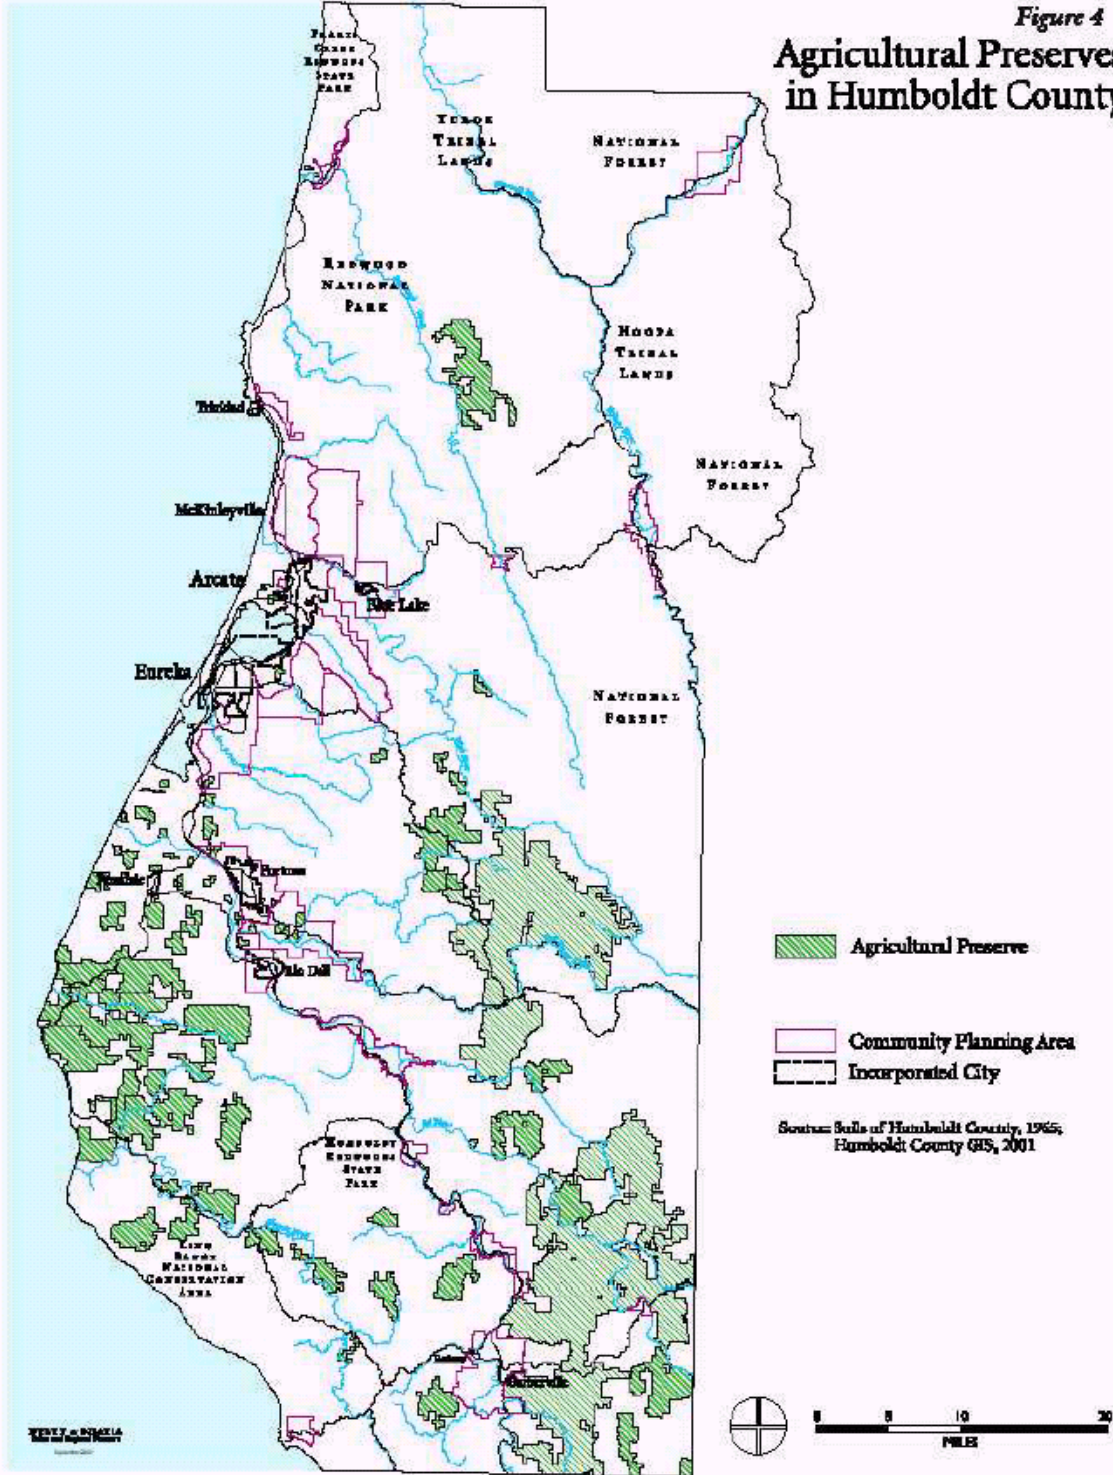 Figure 4
Agricultural Preserves
in Humboldt County
REDWOOD
STATE
PARK
YUROK
TRIBAL
LANDS
NATIONAL
FOREST
REDWOOD
NATIONAL
PARK
HOOPA
TRIBAL
LANDS
Trinidad
NATIONAL
FOREST
McKinleyville
Arcata
Blue Lake
Eureka
NATIONAL
FOREST
Fortuna
Ferndale
Rio Dell
Agricultural Preserve
Community Planning Area
Incorporated City
Source: Soils of Humboldt County, 1965;
Humboldt County GIS, 2001
HUMBOLDT
REDWOODS
STATE
PARK
KING
RANGE
NATIONAL
CONSERVATION
AREA
Garberville
0 5 10 20
MILES